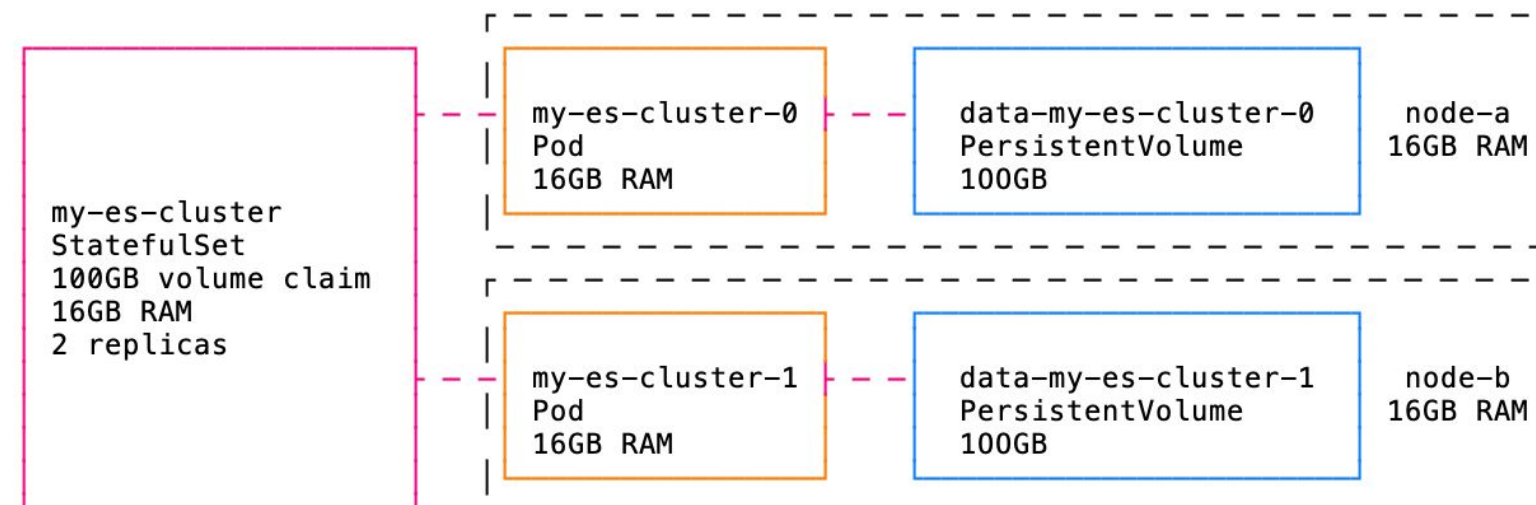 my-es-cluster
StatefulSet
100GB volume claim
16GB RAM
2 replicas
my-es-cluster-0
Pod
16GB RAM
data-my-es-cluster-0
PersistentVolume
100GB
node-a
16GB RAM
my-es-cluster-1
Pod
16GB RAM
data-my-es-cluster-1
PersistentVolume
100GB
node-b
16GB RAM